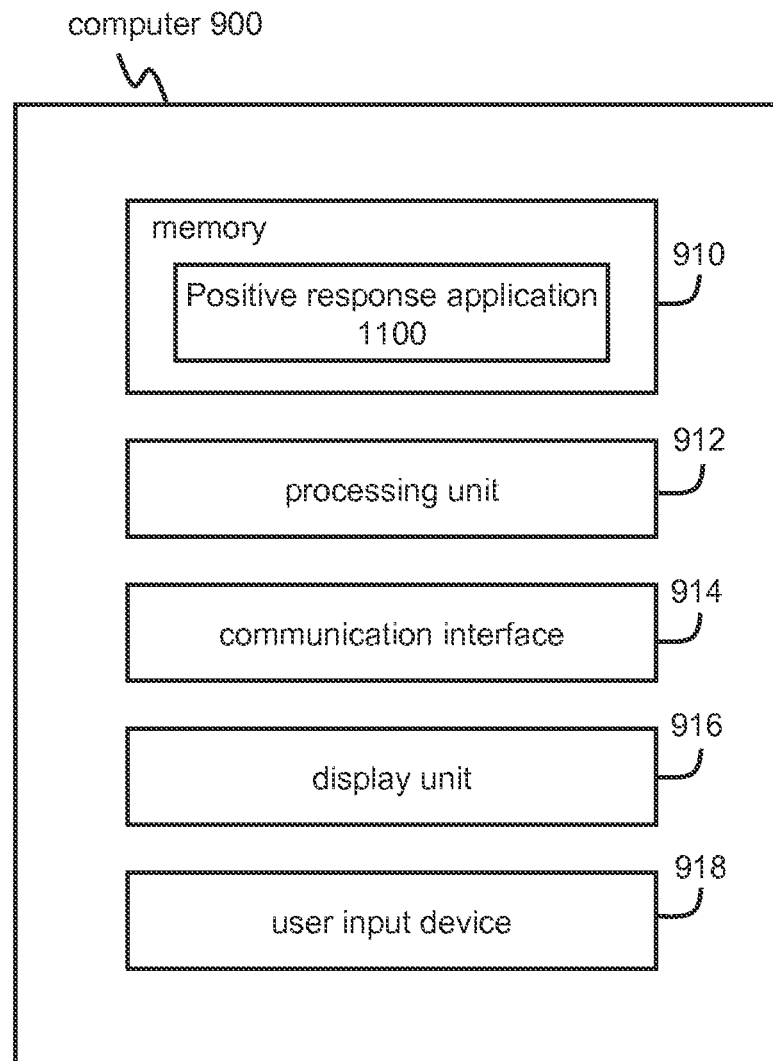 computer 900
memory
910
Positive response application
1100
912
processing unit
914
communication interface
916
display unit
918
user input device